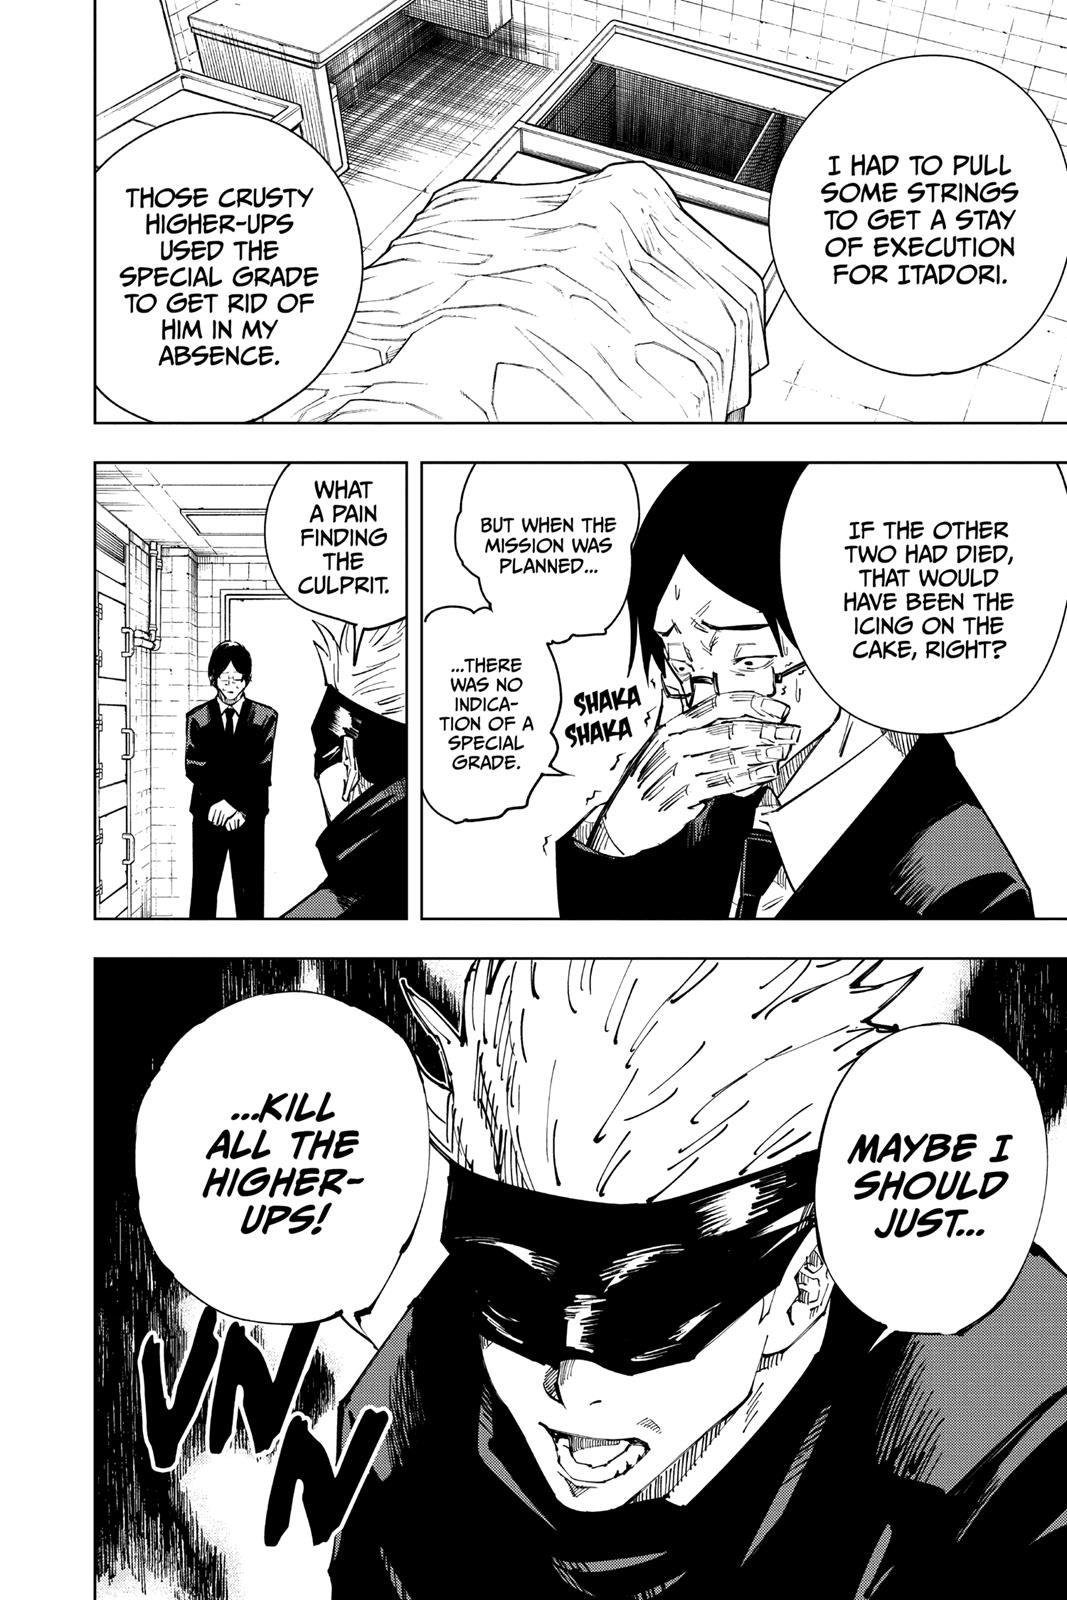 I HAD TO PULL
SOME STRINGS
TO GET A STAY
OF EXECUTION
FOR ITADORI.
THOSE CRUSTY
HIGHER-UPS
USED THE
SPECIAL GRADE
TO GET RID OF
HIM IN MY
ABSENCE.
IF THE OTHER
TWO HAD DIED,
THAT WOULD
HAVE BEEN THE
ICING ON THE
CAKE, RIGHT?
BUT WHEN THE
MISSION WAS
PLANNED...
...THERE
WAS NO
INDICA-
TION OF A
SPECIAL
GRADE.
SHAKA
SHAKA
WHAT
A PAIN
FINDING
THE
CULPRIT.
MAYBE I
SHOULD
JUST...
...KILL
ALL THE
HIGHER-
UPS!
VNNN